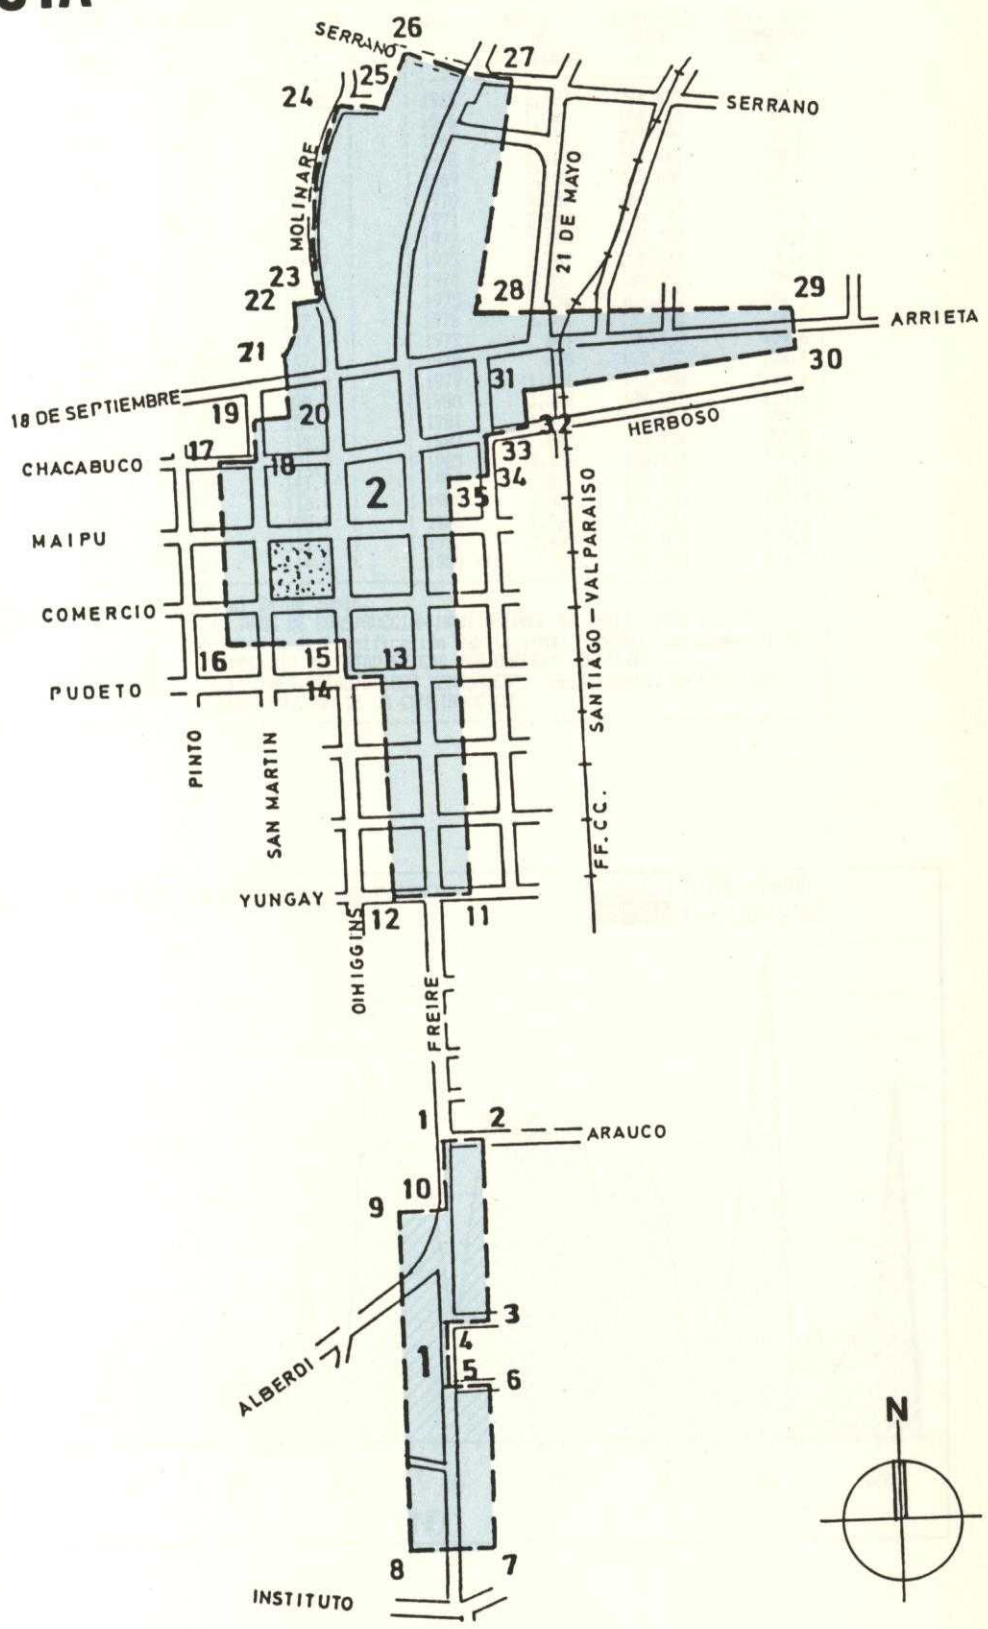 26
SERRANO
27
25
24
SERRANO
MOLINARE
21 DE MAYO
23
22
28
29
ARRIETA
21
30
31
18 DE SEPTIEMBRE
19
20
32
HERBOSO
17
33
CHACABUCO
18
34
2
35
MAIPU
SANTIAGO-VALPARAISO
COMERCIO
16
15
13
PUDETO
14
PINTO
SAN MARTIN
FF.CC.
YUNGAY
12
11
OIHIGGINS
FREIRE
1
2
ARAUCO
10
9
3
4
1
5
6
ALBERDI
N
8
7
INSTITUTO